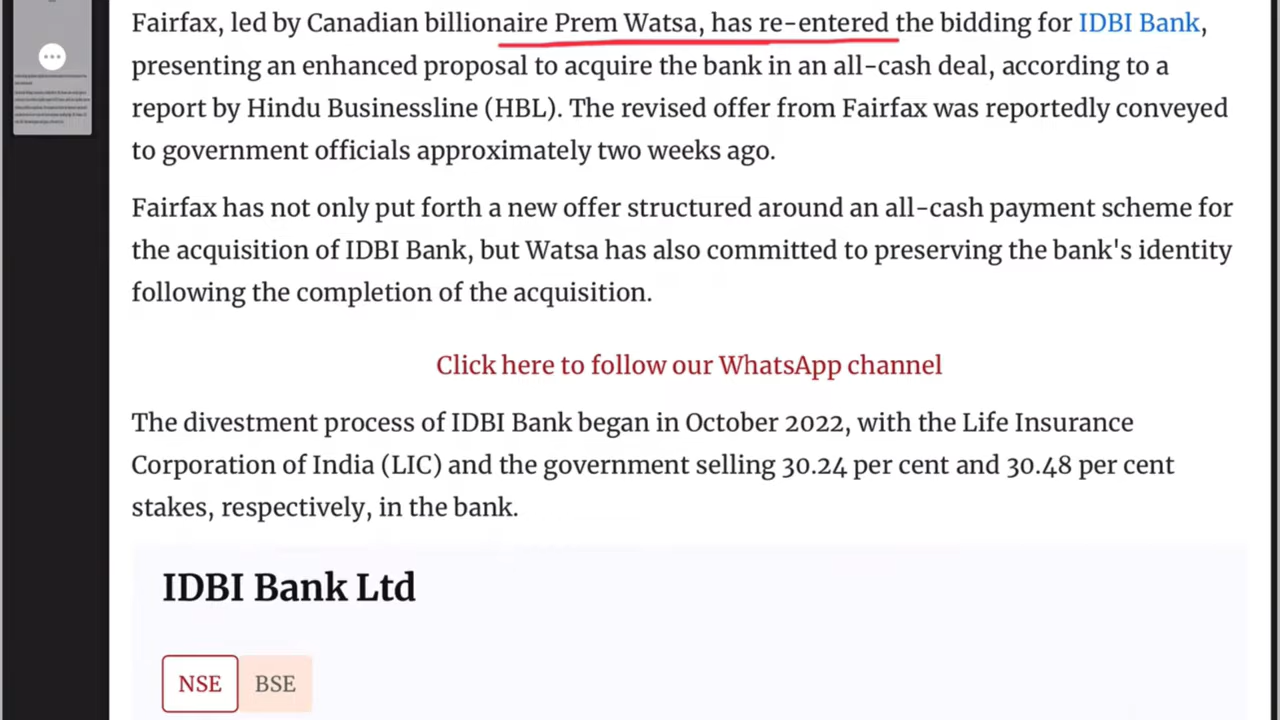 Fairfax, led by Canadian billionaire Prem Watsa, has re-entered the bidding for IDBI Bank,
presenting an enhanced proposal to acquire the bank in an all-cash deal, according to a
report by Hindu Businessline (HBL). The revised offer from Fairfax was reportedly conveyed
to government officials approximately two weeks ago.
Fairfax has not only put forth a new offer structured around an all-cash payment scheme for
the acquisition of IDBI Bank, but Watsa has also committed to preserving the bank's identity
following the completion of the acquisition.
Click here to follow our WhatsApp channel
The divestment process of IDBI Bank began in October 2022, with the Life Insurance
Corporation of India (LIC) and the government selling 30.24 per cent and 30.48 per cent
stakes, respectively, in the bank.
IDBI Bank Ltd
NSE BSE